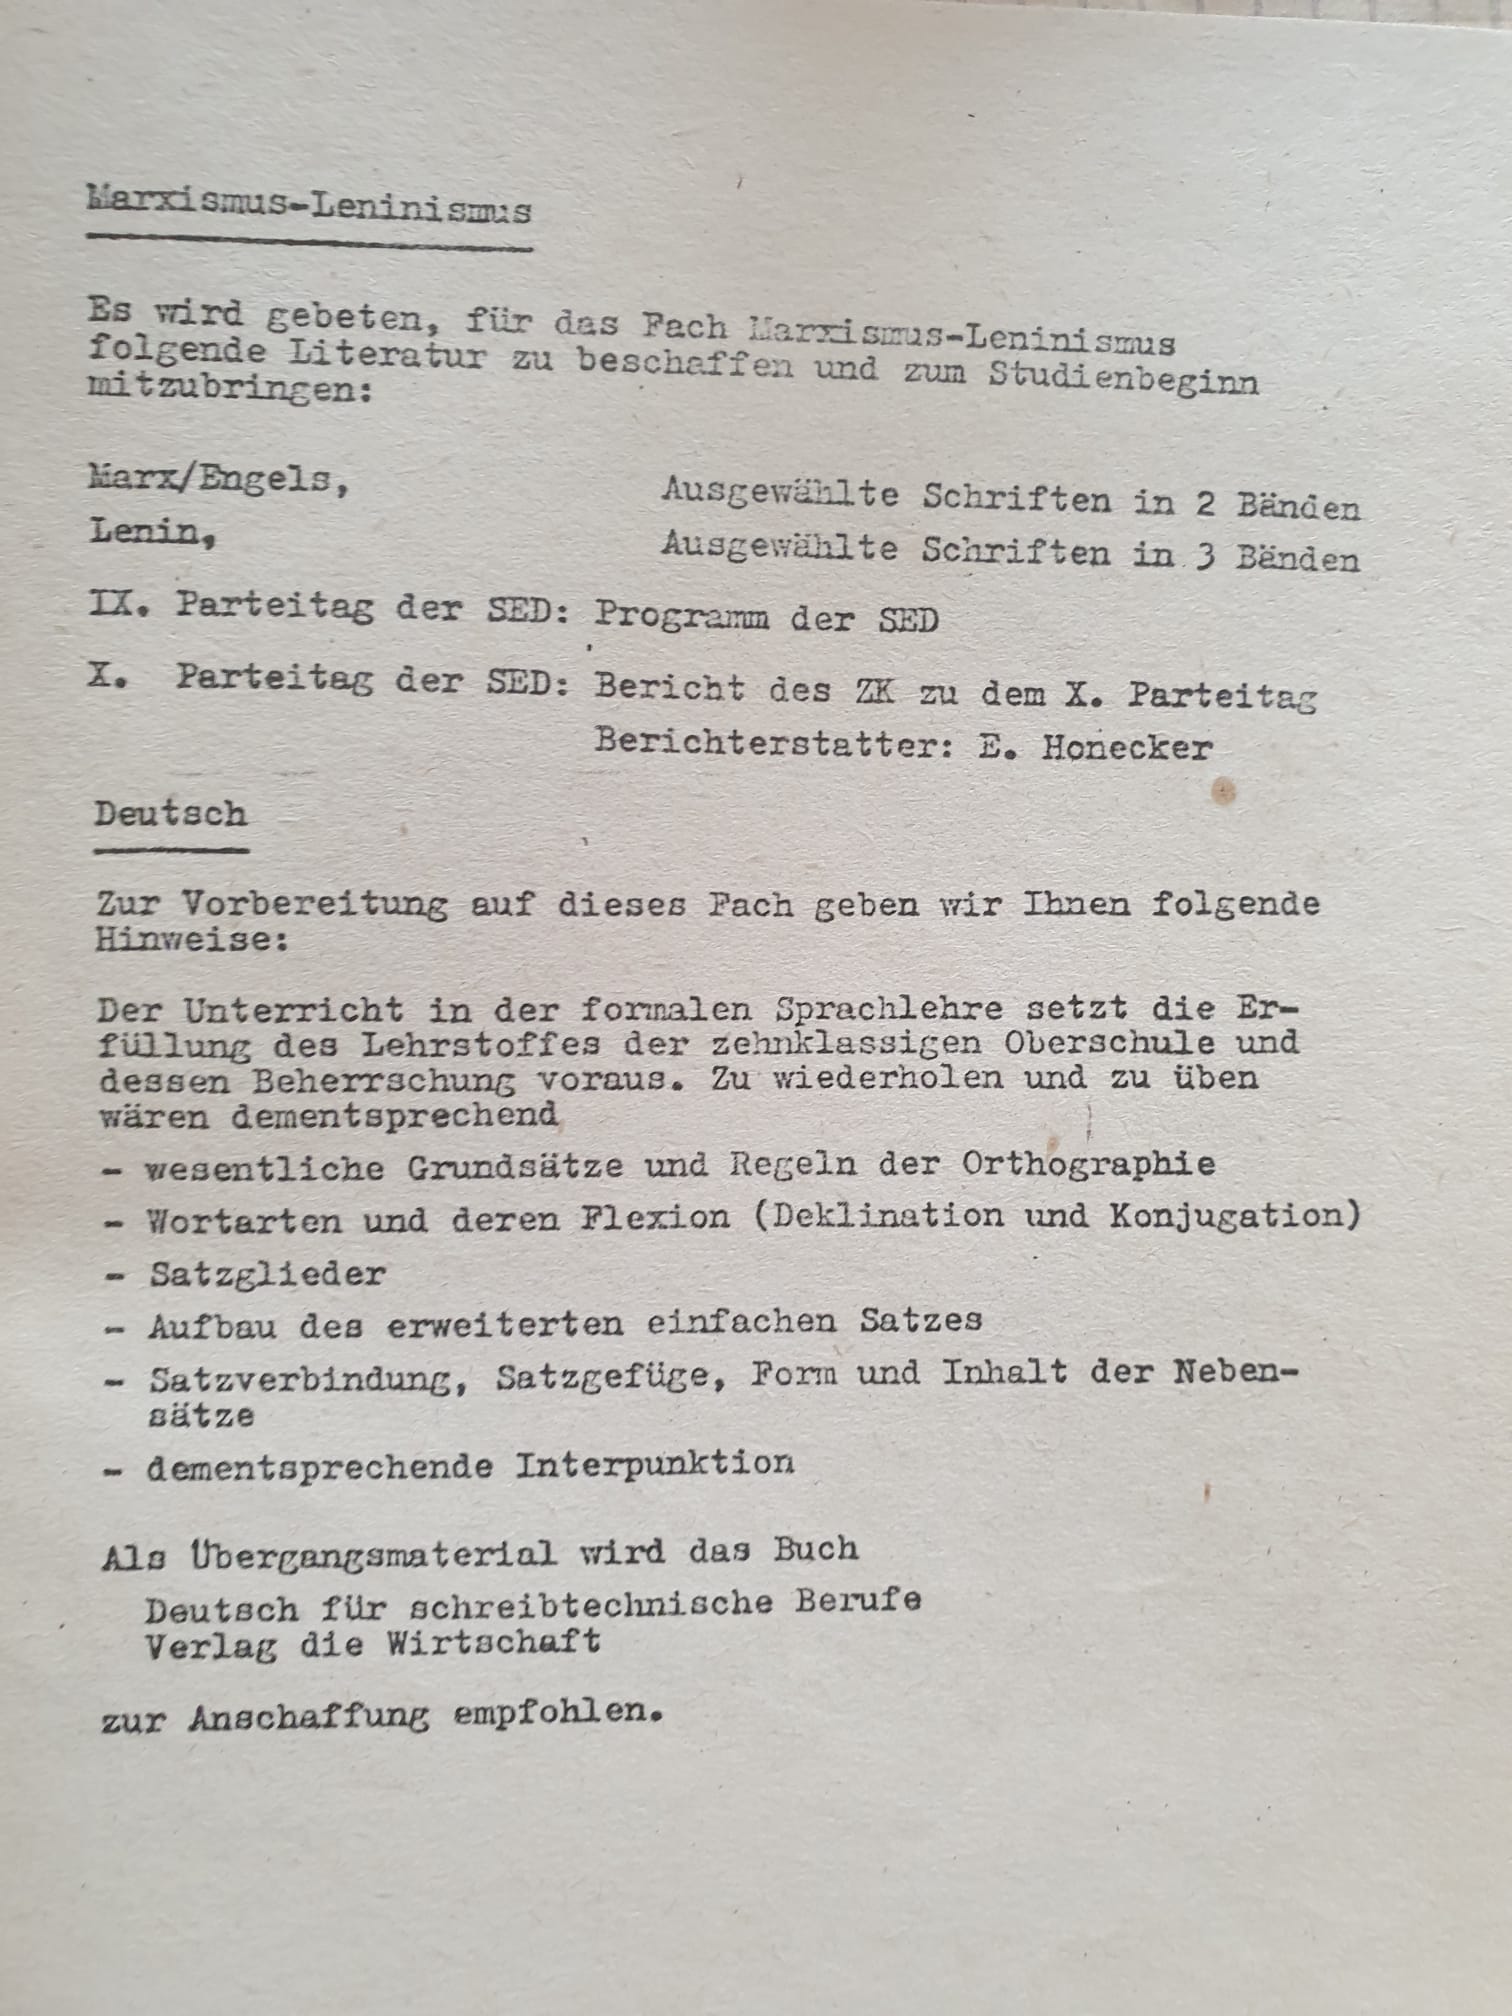 Marxismus-Leninismus
Es wird gebeten, für das Fach Marxismus-Leninismus
folgende Literatur zu beschaffen und zum Studienbeginn
mitzubringen:
Marx/Engels, Ausgewählte Schriften in 2 Bänden
Lenin, Ausgewählte Schriften in 3 Bänden
IX. Parteitag der SED: Programm der SED
X. Parteitag der SED: Bericht des ZK zu dem X. Parteitag
Berichterstatter: E. Honecker
Deutsch
Zur Vorbereitung auf dieses Fach geben wir Ihnen folgende
Hinweise:
Der Unterricht in der formalen Sprachlehre setzt die Er-
füllung des Lehrstoffes der zehnklassigen Oberschule und
dessen Beherrschung voraus. Zu wiederholen und zu üben
wären dementsprechend
- wesentliche Grundsätze und Regeln der Orthographie
- Wortarten und deren Flexion (Deklination und Konjugation)
- Satzglieder
- Aufbau des erweiterten einfachen Satzes
- Satzverbindung, Satzgefüge, Form und Inhalt der Neben-
sätze
- dementsprechende Interpunktion
Als Übergangsmaterial wird das Buch
Deutsch für schreibtechnische Berufe
Verlag die Wirtschaft
zur Anschaffung empfohlen.